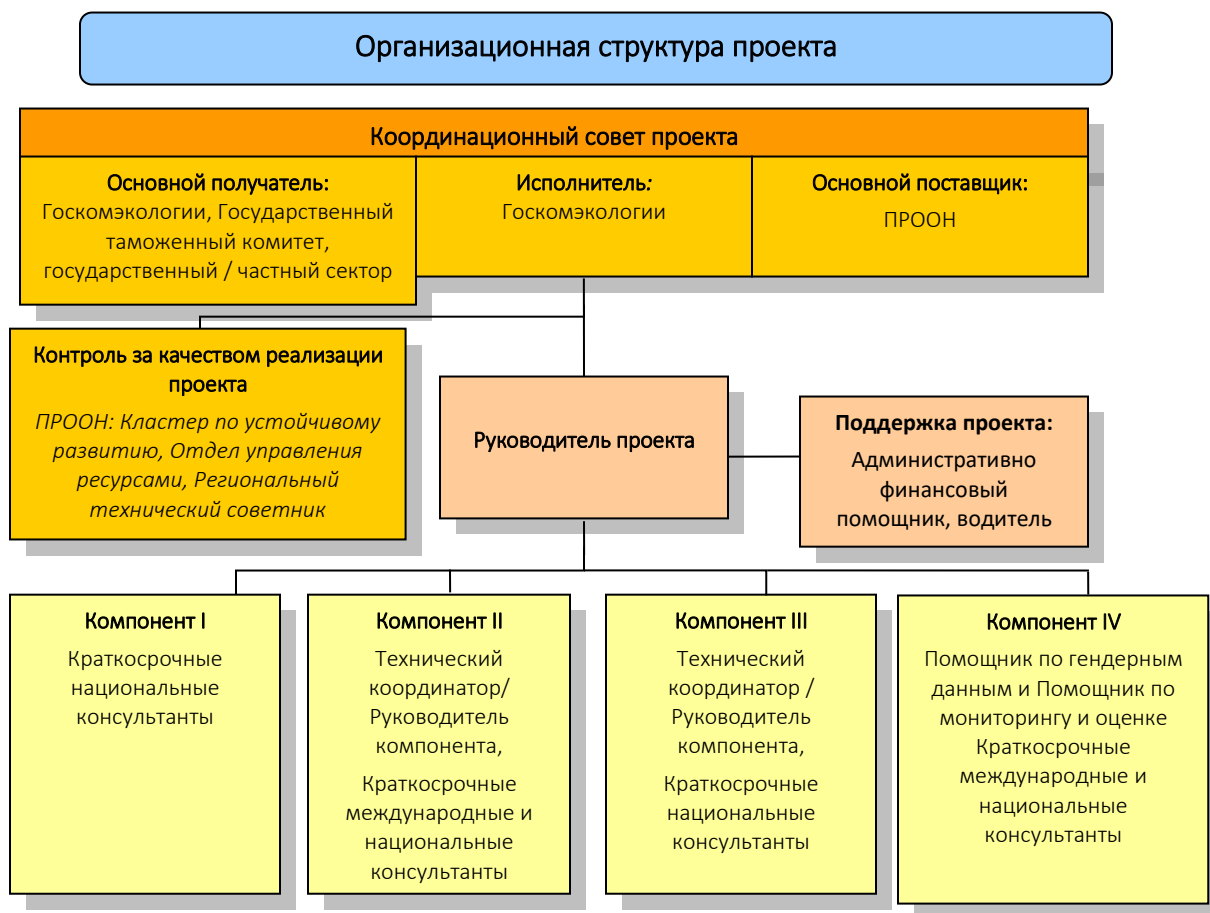 Организационная структура проекта
Координационный совет проекта
Основной получатель:
Госкомэкологии, Государственный
таможенный комитет,
государственный / частный сектор
Исполнитель:
Госкомэкологии
Основной поставщик:
ПРООН
Контроль за качеством реализации
проекта
ПРООН: Кластер по устойчивому
развитию, Отдел управления
ресурсами, Региональный
технический советник
Руководитель проекта
Поддержка проекта:
Административно
финансовый
помощник, водитель
Компонент I
Краткосрочные
национальные
консультанты
Компонент II
Технический
координатор/
Руководитель
компонента,
Краткосрочные
международные и
национальные
консультанты
Компонент III
Технический
координатор /
Руководитель
компонента,
Краткосрочные
национальные
консультанты
Компонент IV
Помощник по гендерным
данным и Помощник по
мониторингу и оценке
Краткосрочные
международные и
национальные
консультанты